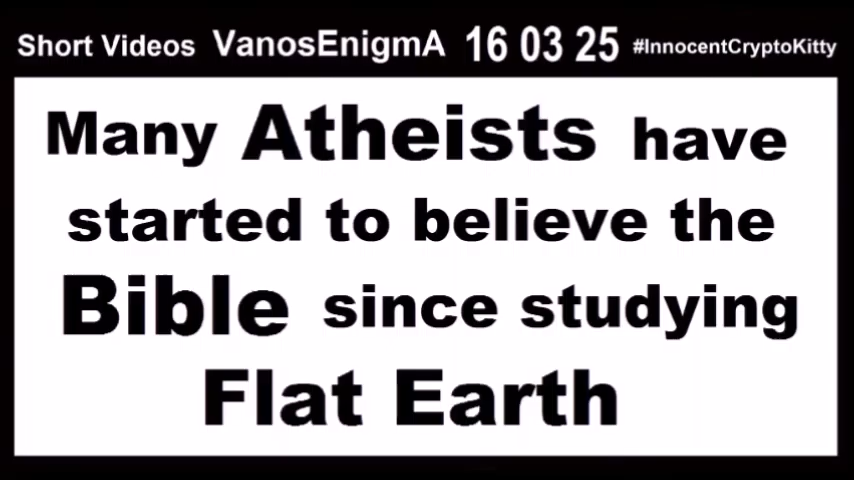 Short Videos VanosEnigmA 16 03 25 #InnocentCryptoKitty
Many Atheists have
started to believe the
Bible since studying
Flat Earth